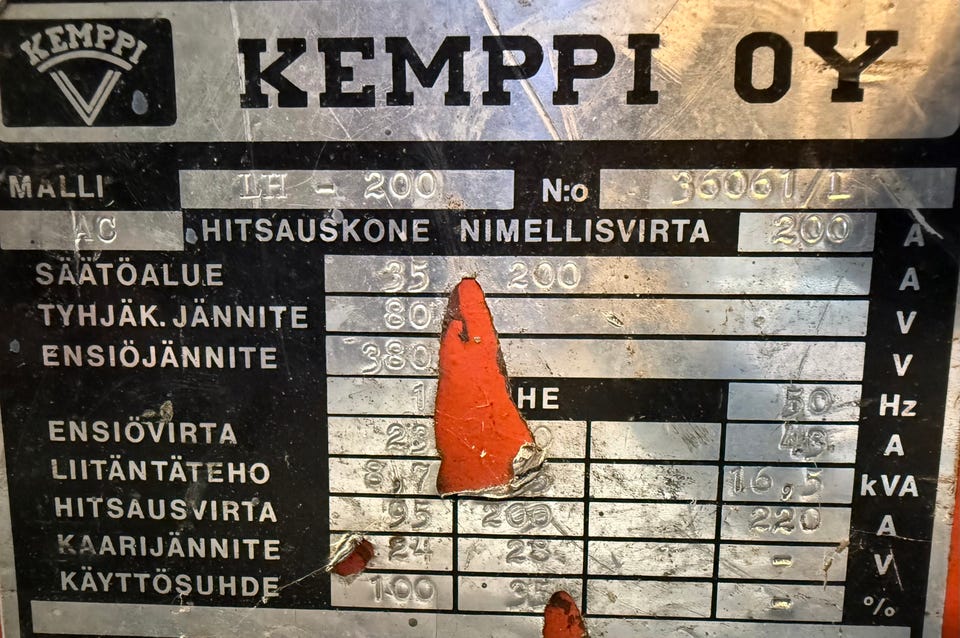 KEMPPI KEMPPI OY
MALLI LH - 200 N:o 36061/L
AC HITSAUSKONE NIMELLISVIRTA 200 A
SÄÄTÖALUE 35 200 A
TYHJÄK. JÄNNITE 80 V
ENSIÖJÄNNITE 380 V
1 HE 50 Hz
ENSIÖVIRTA 23 A
LIITÄNTÄTEHO 8,7 16,5 kVA
HITSAUSVIRTA 95 200 220 A
KAARIJÄNNITE 24 28 - V
KÄYTTÖSUHDE 100 35 - %